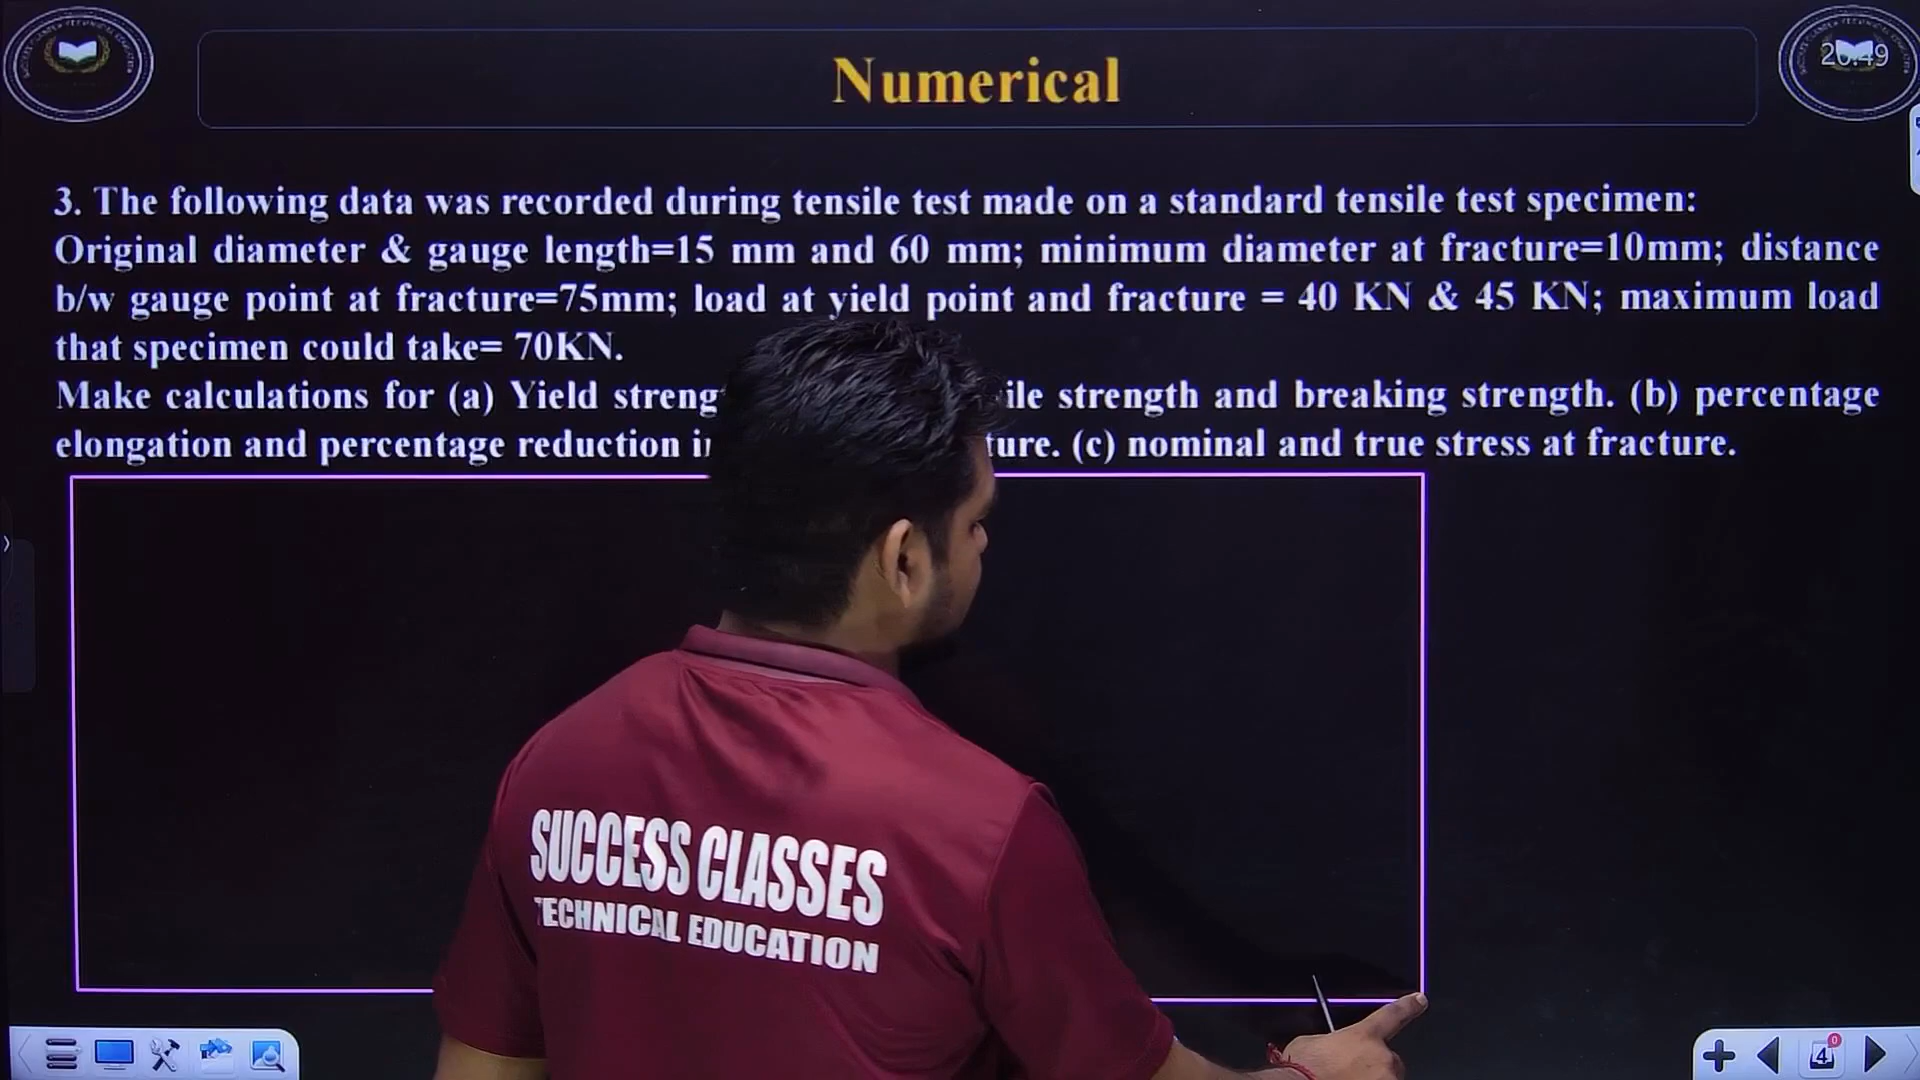 Numerical
20:49
3. The following data was recorded during tensile test made on a standard tensile test specimen:
Original diameter & gauge length=15 mm and 60 mm; minimum diameter at fracture=10mm; distance
b/w gauge point at fracture=75mm; load at yield point and fracture = 40 KN & 45 KN; maximum load
that specimen could take= 70KN.
Make calculations for (a) Yield streng ile strength and breaking strength. (b) percentage
elongation and percentage reduction i ture. (c) nominal and true stress at fracture.
SUCCESS CLASSES
TECHNICAL EDUCATION
4
0